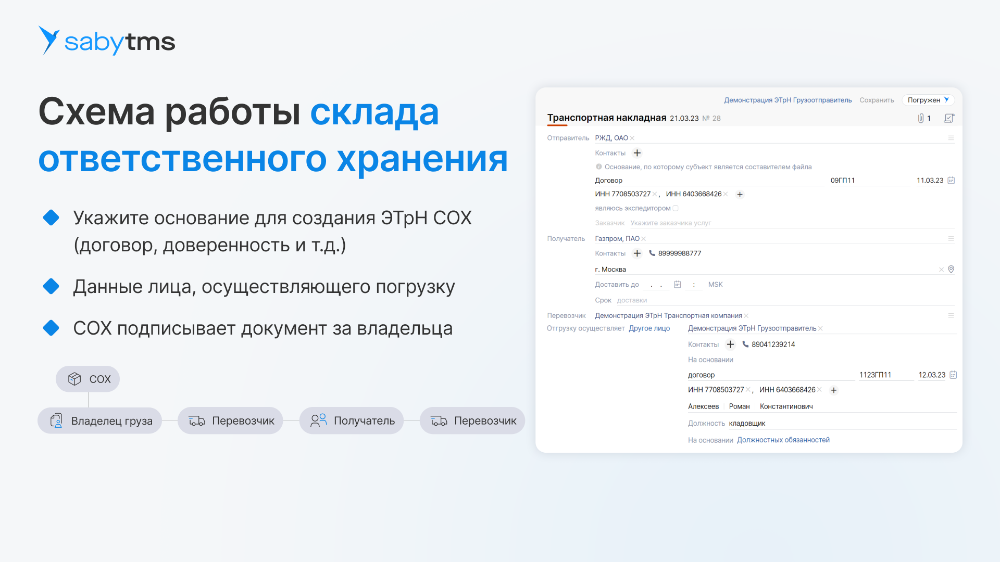 sabytms
Схема работы склада
ответственного хранения
Укажите основание для создания ЭТрН СОХ
(договор, доверенность и т.д.)
Данные лица, осуществляющего погрузку
СОХ подписывает документ за владельца
СОХ
Владелец груза
Перевозчик
Получатель
Перевозчик
Демонстрация ЭТрН Грузоотправитель Сохранить Погружен
Транспортная накладная 21.03.23 № 28 1
Отправитель РЖД, ОАО
Контакты
Основание, по которому субъект является составителем файла
Договор 09ГП11 11.03.23
ИНН 7708503727 , ИНН 6403668426
являюсь экспедитором
Заказчик Укажите заказчика услуг
Получатель Газпром, ПАО
Контакты 89999988777
г. Москва
Доставить до . . : MSK
Срок доставки
Перевозчик Демонстрация ЭТрН Транспортная компания
Отгрузку осуществляет Другое лицо Демонстрация ЭТрН Грузоотправитель
Контакты 89041239214
На основании
договор 1123ГП11 12.03.23
ИНН 7708503727 , ИНН 6403668426
Алексеев Роман Константинович
Должность кладовщик
На основании Должностных обязанностей